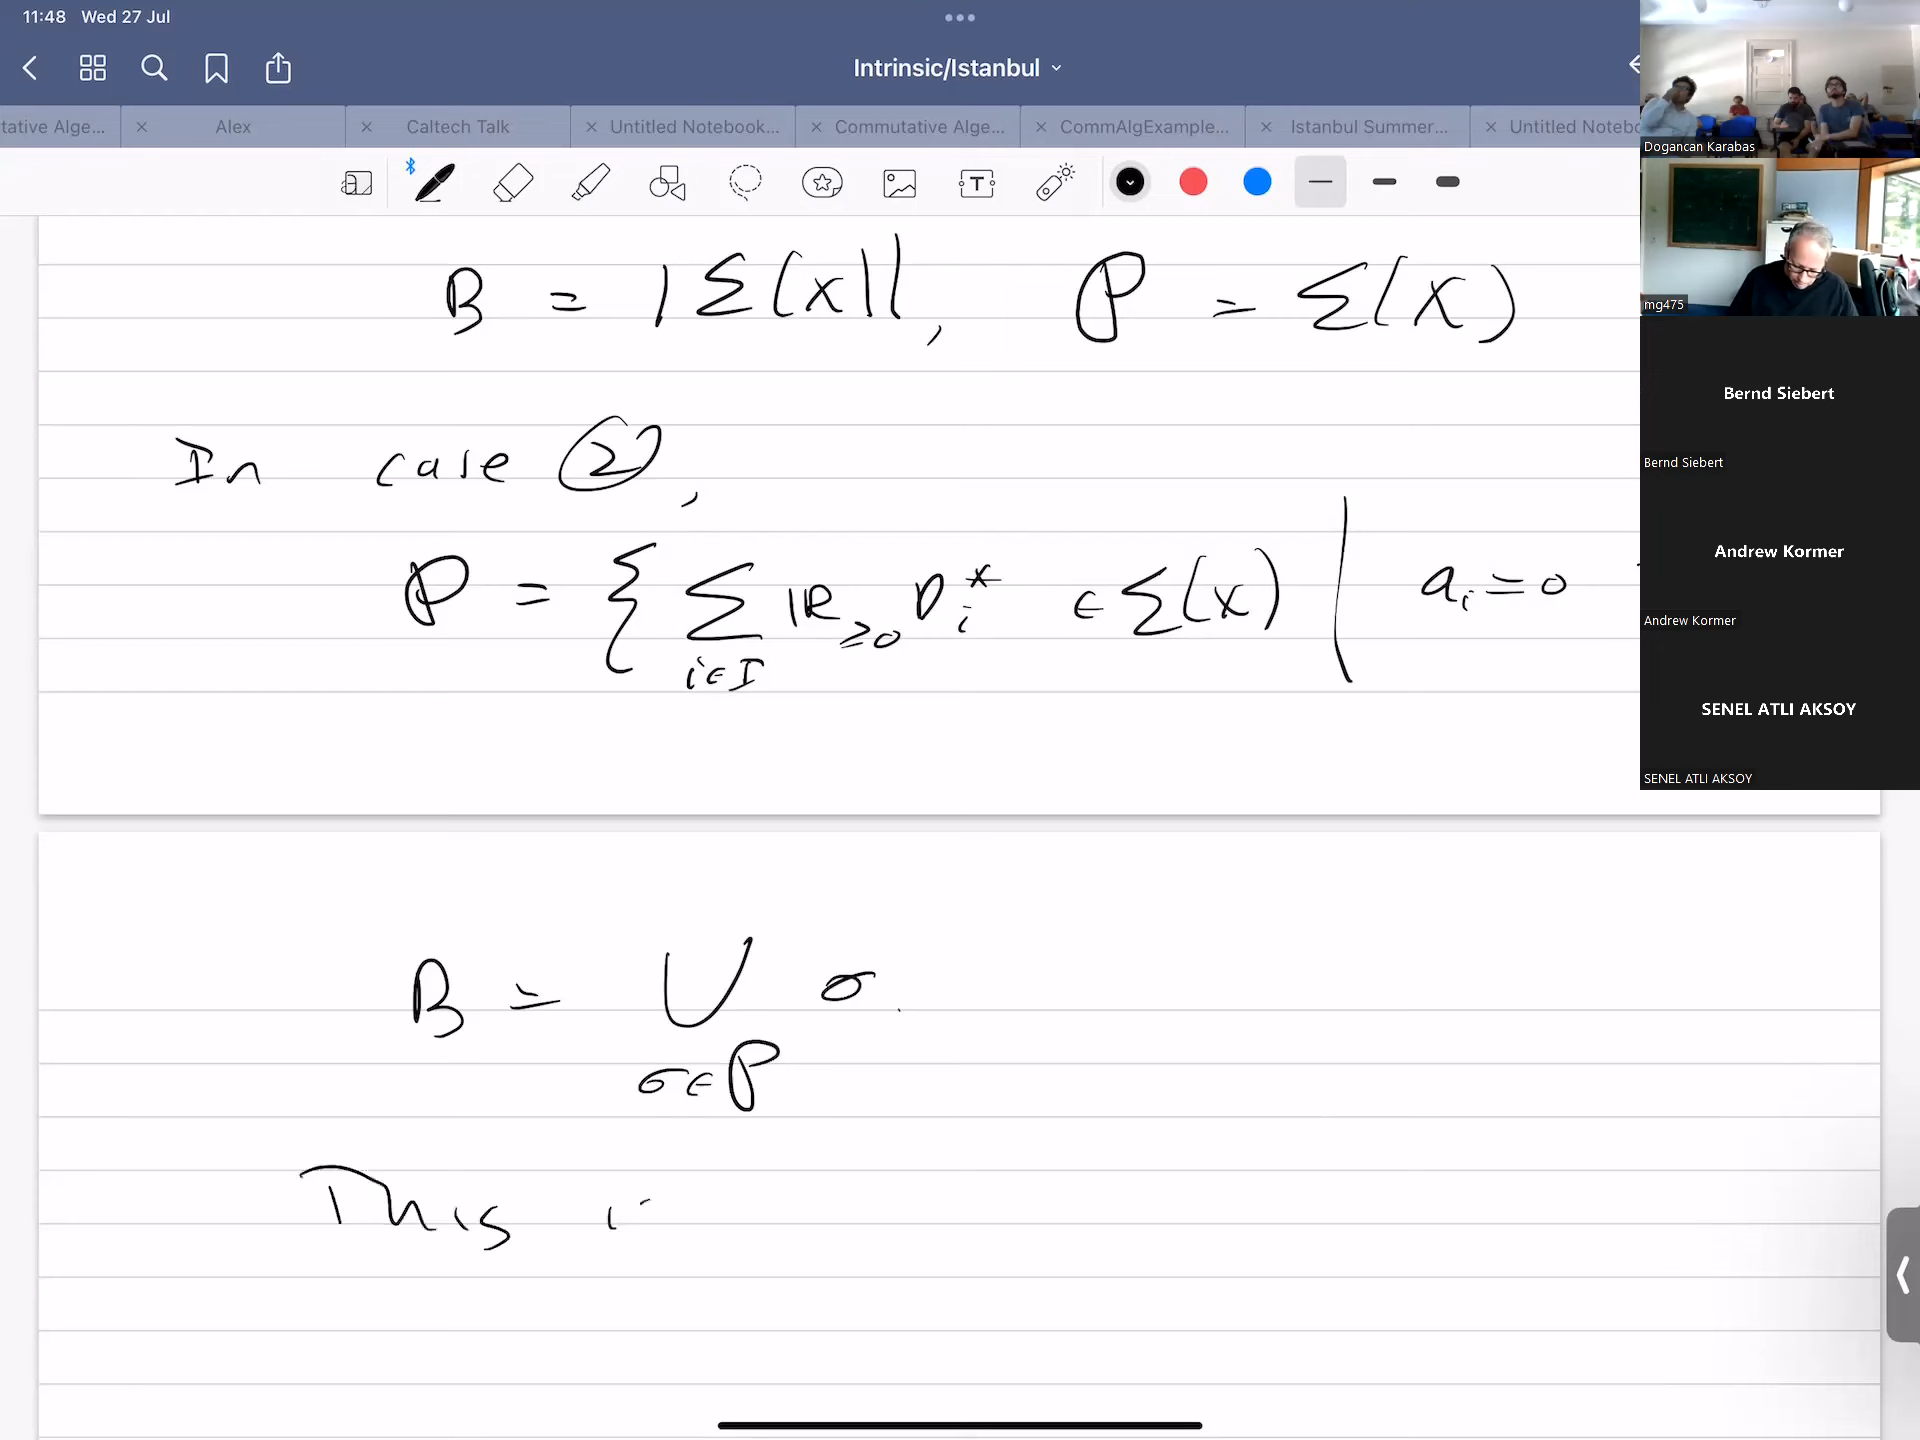 11:48 Wed 27 Jul
Intrinsic/Istanbul
tative Alge...
Alex
Caltech Talk
Untitled Notebook...
Commutative Alge...
CommAlgExample...
Istanbul Summer...
Untitled Notebo
B = |Σ(X)|, P = Σ(X)
In case ②,
P = { Σ_{i∈I} ℝ_{≥0} D_i^* ∈ Σ(X) | a_i = 0
B = ∪_{σ∈P} σ.
This
Dogancan Karabas
mg475
Bernd Siebert
Bernd Siebert
Andrew Kormer
Andrew Kormer
SENEL ATLI AKSOY
SENEL ATLI AKSOY